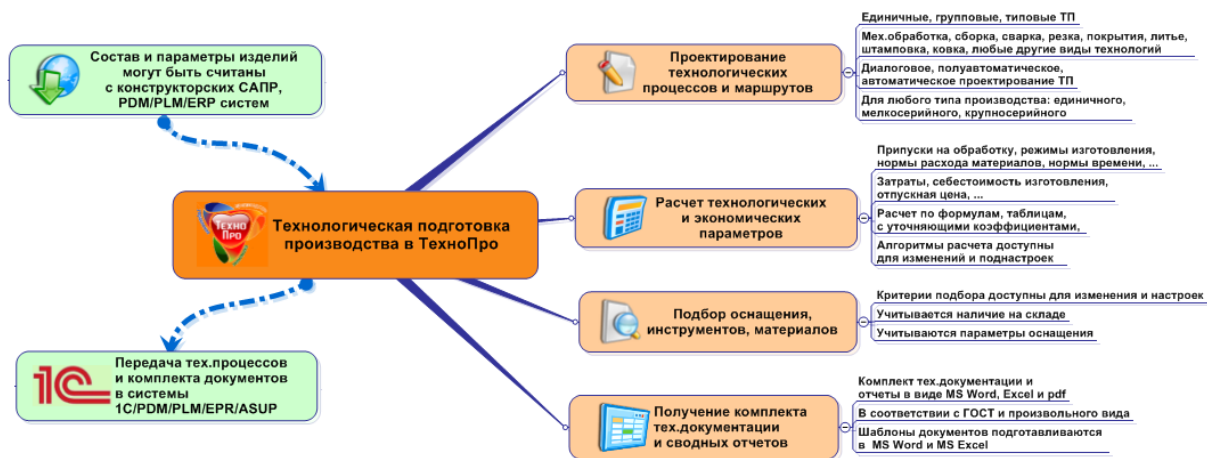 Состав и параметры изделий
могут быть считаны
с конструкторских САПР,
PDM/PLM/ERP систем
Технологическая подготовка
производства в ТехноПро
ТЕХНО
ПРО
1С
Передача тех.процессов
и комплекта документов
в системы
1С/PDM/PLM/EPR/ASUP
Проектирование
технологических
процессов и маршрутов
Единичные, групповые, типовые ТП
Мех.обработка, сборка, сварка, резка, покрытия, литье,
штамповка, ковка, любые другие виды технологий
Диалоговое, полуавтоматическое,
автоматическое проектирование ТП
Для любого типа производства: единичного,
мелкосерийного, крупносерийного
Расчет технологических
и экономических
параметров
Припуски на обработку, режимы изготовления,
нормы расхода материалов, нормы времени, ...
Затраты, себестоимость изготовления,
отпускная цена, ...
Расчет по формулам, таблицам,
с уточняющими коэффициентами,
Алгоритмы расчета доступны
для изменений и поднастроек
Подбор оснащения,
инструментов, материалов
Критерии подбора доступны для изменения и настроек
Учитывается наличие на складе
Учитываются параметры оснащения
Получение комплекта
тех.документации
и сводных отчетов
Комплект тех.документации и
отчеты в виде MS Word, Excel и pdf
В соответствии с ГОСТ и произвольного вида
Шаблоны документов подготавливаются
в MS Word и MS Excel